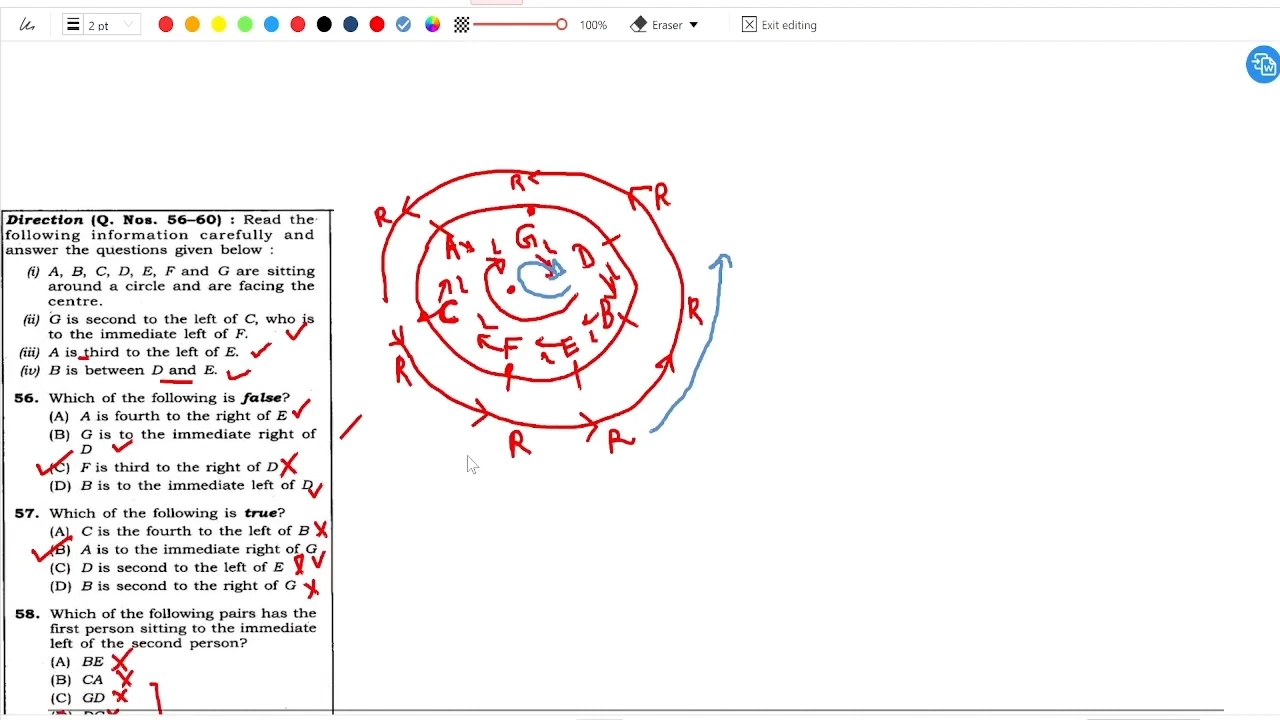 2 pt
100%
Eraser
Exit editing
Direction (Q. Nos. 56–60) : Read the
following information carefully and
answer the questions given below :
(i) A, B, C, D, E, F and G are sitting
around a circle and are facing the
centre.
(ii) G is second to the left of C, who is
to the immediate left of F.
(iii) A is third to the left of E.
(iv) B is between D and E.
56. Which of the following is false?
(A) A is fourth to the right of E
(B) G is to the immediate right of
D
(C) F is third to the right of D
(D) B is to the immediate left of D
57. Which of the following is true?
(A) C is the fourth to the left of B
(B) A is to the immediate right of G
(C) D is second to the left of E
(D) B is second to the right of G
58. Which of the following pairs has the
first person sitting to the immediate
left of the second person?
(A) BE
(B) CA
(C) GD
R
R
R
A
L
G
L
D
L
C
L
B
R
L
F
L
E
L
R
R
R